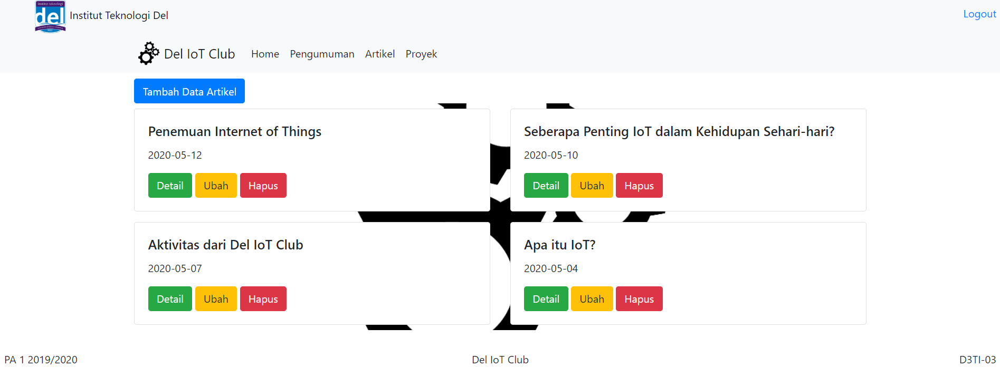 institut teknologi
del
2001
Institut Teknologi Del
Logout
Del IoT Club
Home Pengumuman Artikel Proyek
Tambah Data Artikel
Penemuan Internet of Things
2020-05-12
Detail Ubah Hapus
Seberapa Penting IoT dalam Kehidupan Sehari-hari?
2020-05-10
Detail Ubah Hapus
Aktivitas dari Del IoT Club
2020-05-07
Detail Ubah Hapus
Apa itu IoT?
2020-05-04
Detail Ubah Hapus
PA 1 2019/2020
Del IoT Club
D3TI-03